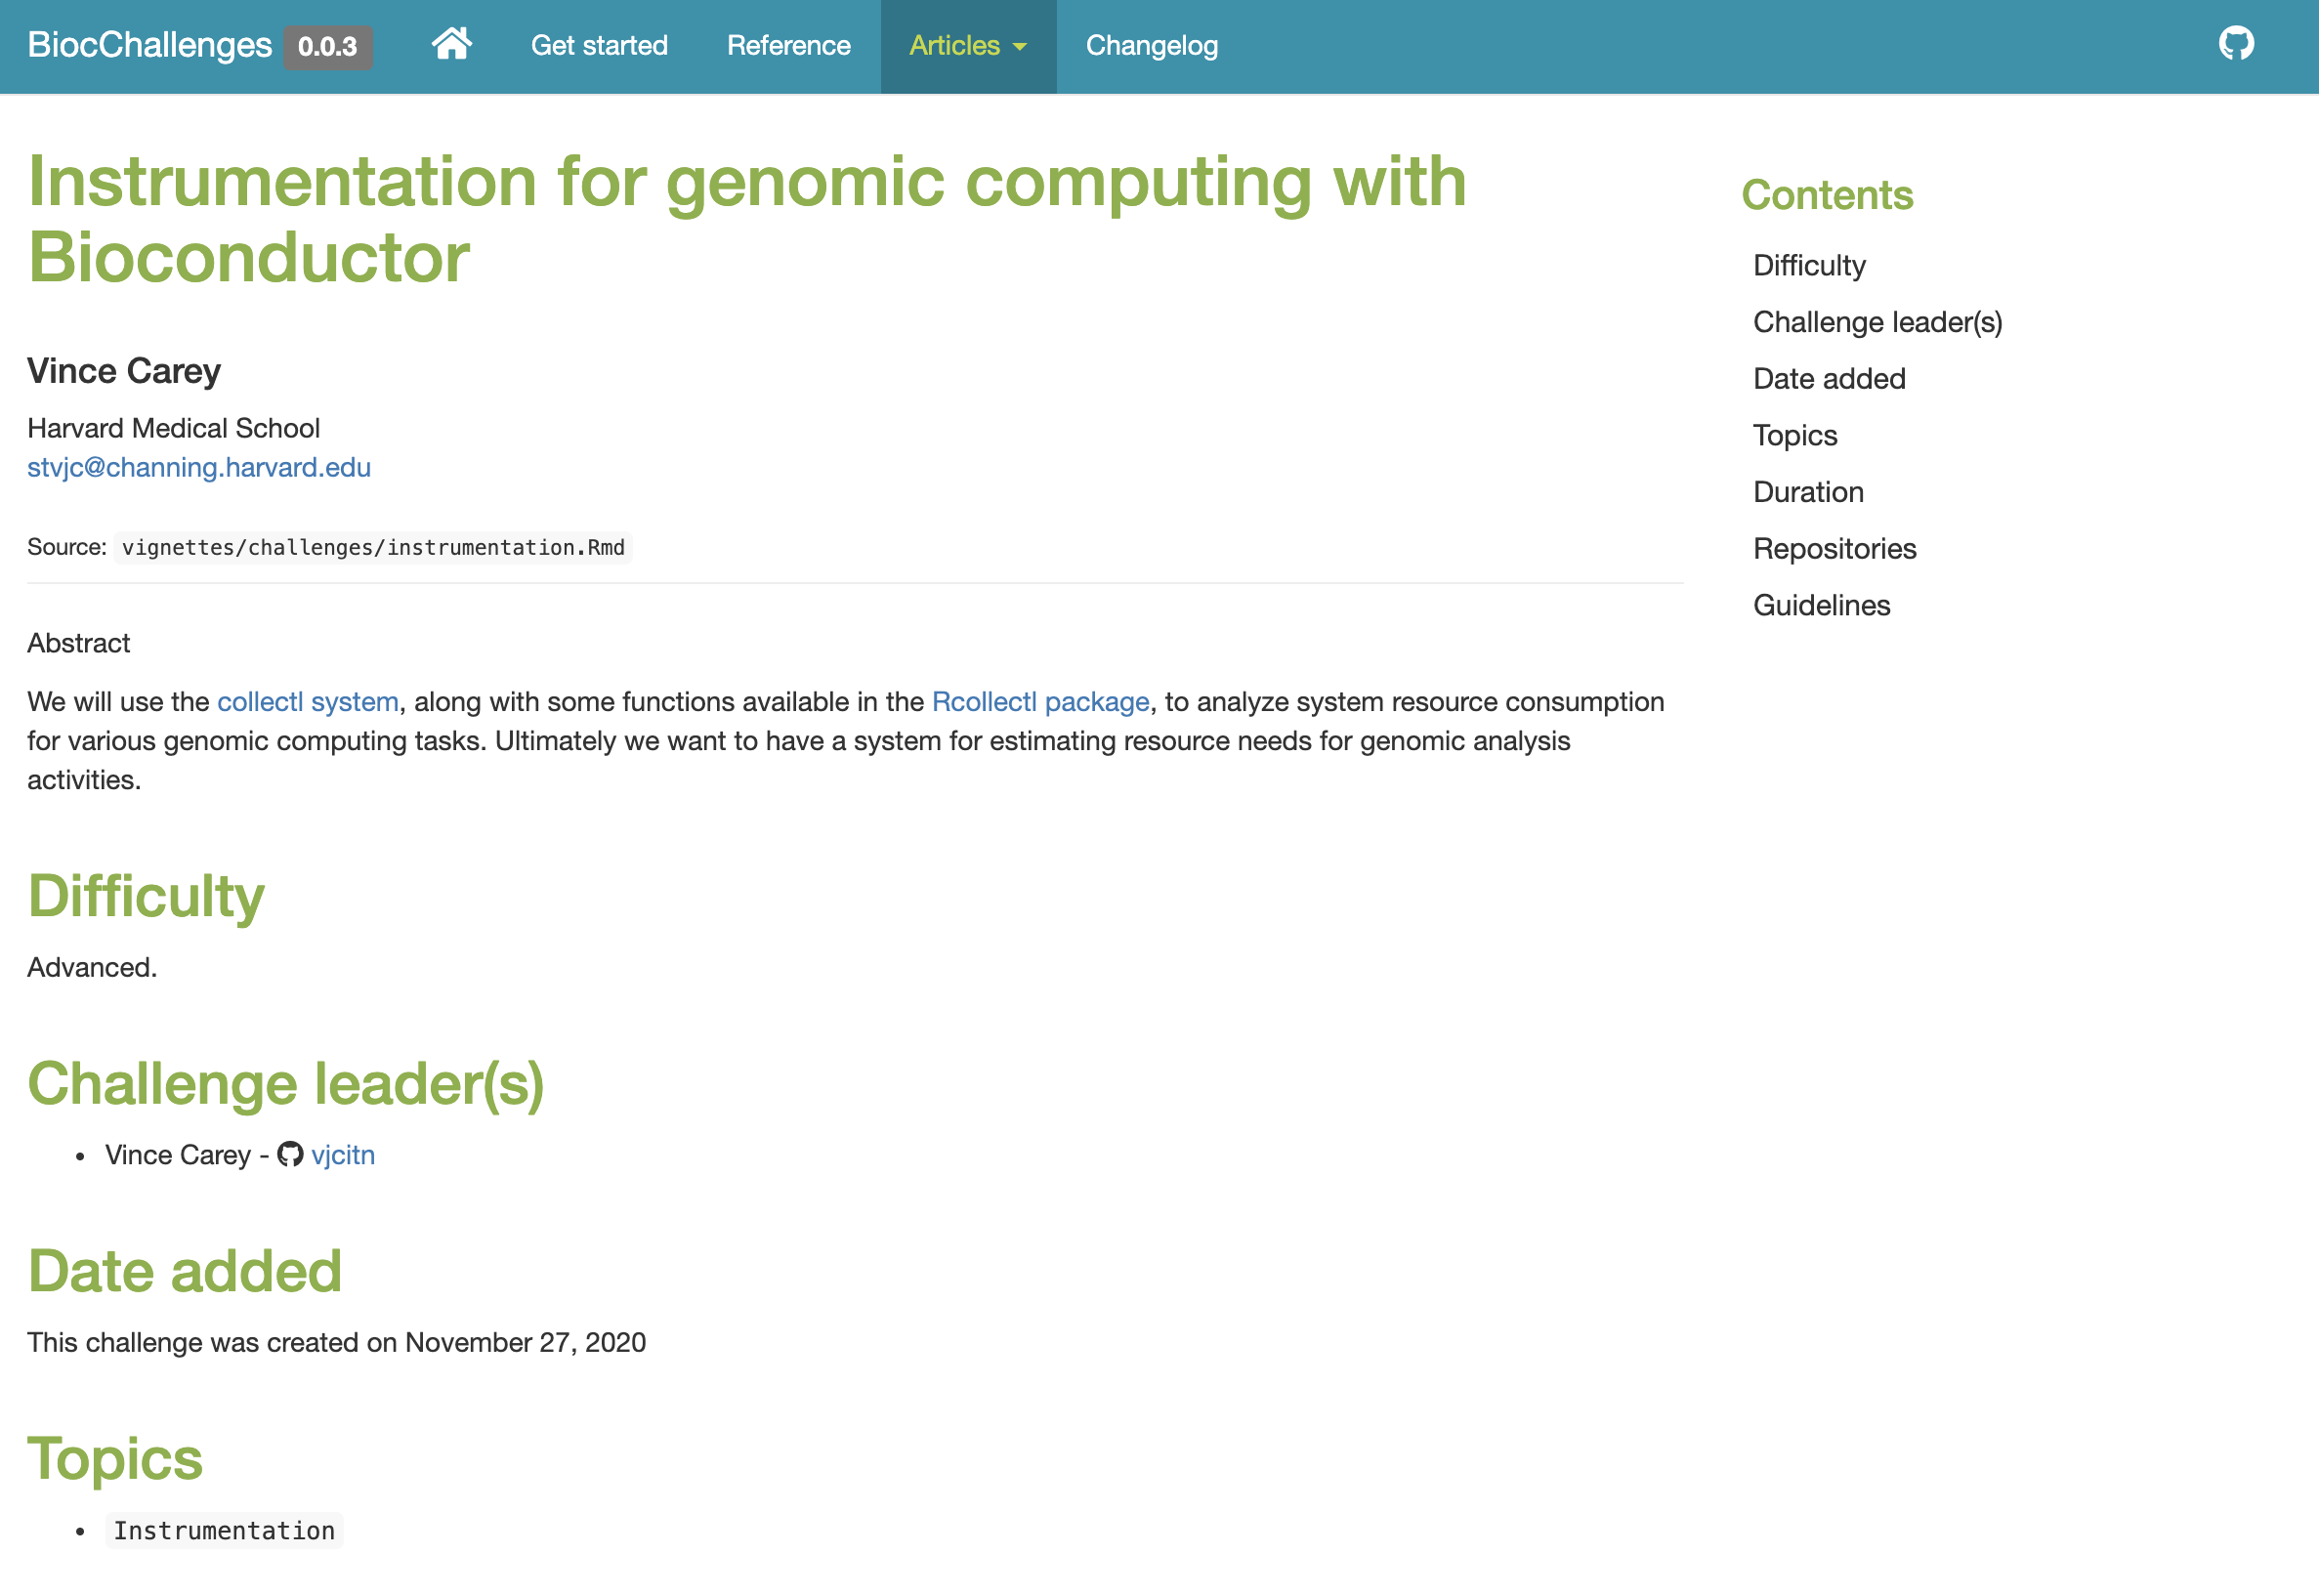 BiocChallenges 0.0.3 Get started Reference Articles Changelog
Instrumentation for genomic computing with
Bioconductor
Vince Carey
Harvard Medical School
stvjc@channing.harvard.edu
Source: vignettes/challenges/instrumentation.Rmd
Abstract
We will use the collectl system, along with some functions available in the Rcollectl package, to analyze system resource consumption
for various genomic computing tasks. Ultimately we want to have a system for estimating resource needs for genomic analysis
activities.
Difficulty
Advanced.
Challenge leader(s)
• Vince Carey - vjcitn
Date added
This challenge was created on November 27, 2020
Topics
• Instrumentation
Contents
Difficulty
Challenge leader(s)
Date added
Topics
Duration
Repositories
Guidelines